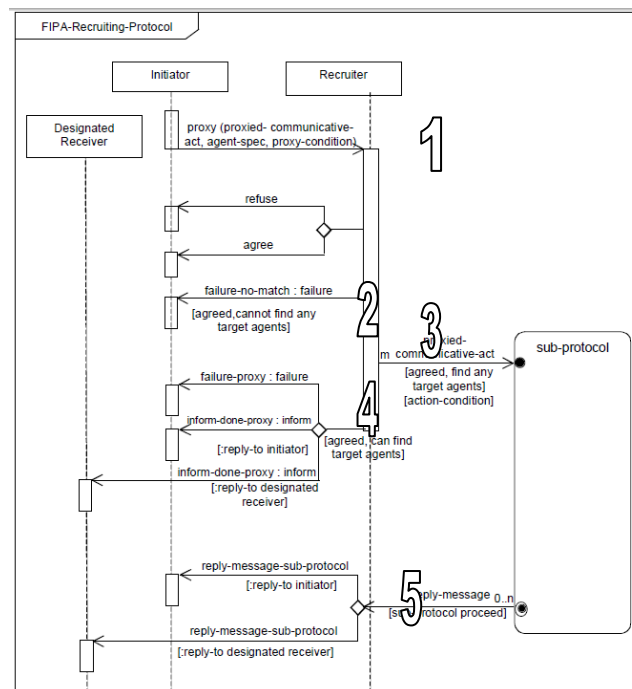 FIPA-Recruiting-Protocol
Initiator
Recruiter
Designated
Receiver
proxy (proxied- communicative-
act, agent-spec, proxy-condition)
1
refuse
agree
failure-no-match : failure
[agreed,cannot find any
target agents]
2
3
m
communicative-act
[agreed, find any
target agents]
[action-condition]
sub-protocol
failure-proxy : failure
4
inform-done-proxy : inform
[:reply-to initiator]
[agreed, can find
target agents]
inform-done-proxy : inform
[:reply-to designated
receiver]
reply-message-sub-protocol
[:reply-to initiator]
5
0..n
reply-message-sub-protocol
[:reply-to designated receiver]